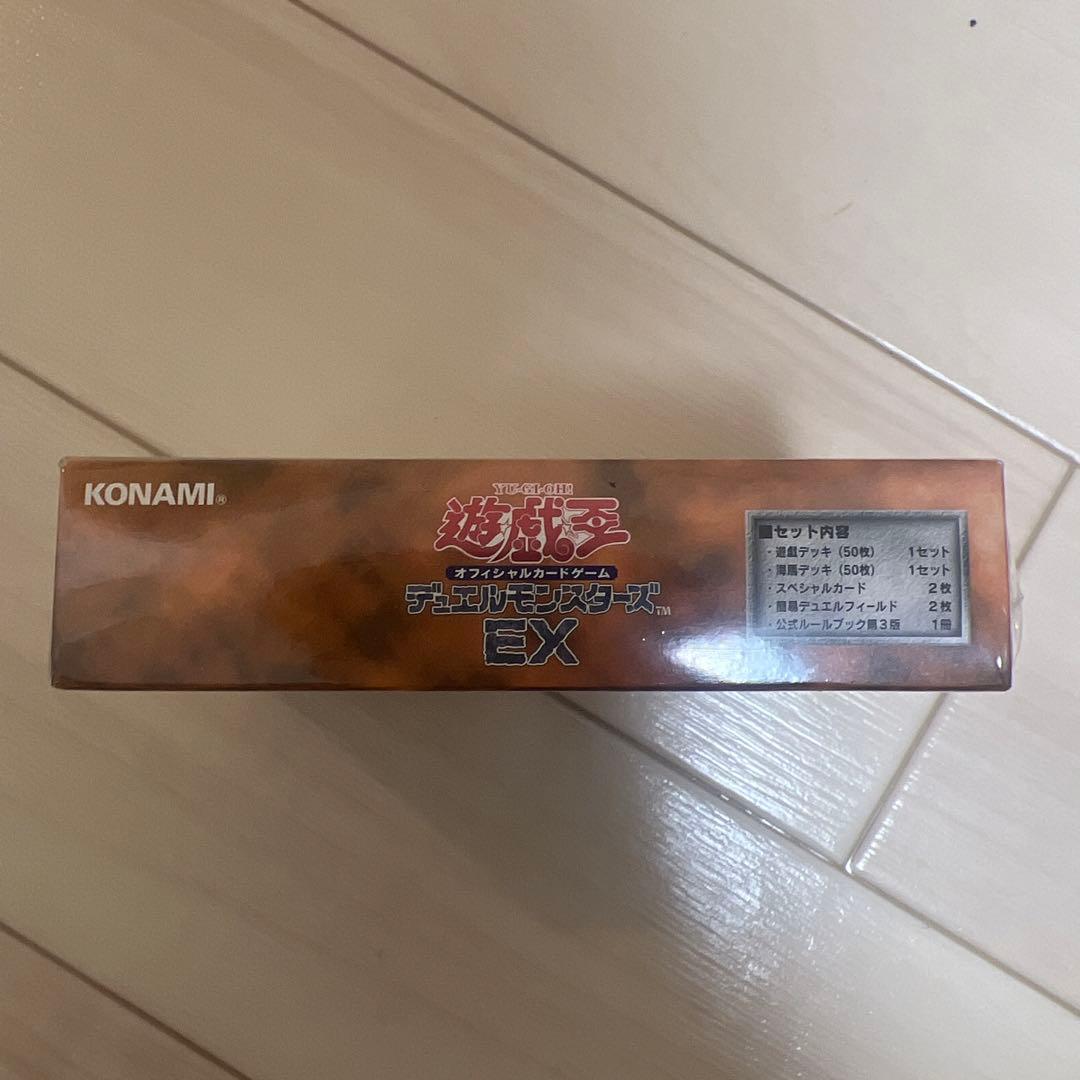 KONAMI®
YU-GI-OH!
遊戯王
オフィシャルカードゲーム
デュエルモンスターズ™
EX
■セット内容
・遊戯デッキ(50枚) 1セット
・海馬デッキ(50枚) 1セット
・スペシャルカード 2枚
・簡易デュエルフィールド 2枚
・公式ルールブック第3版 1冊